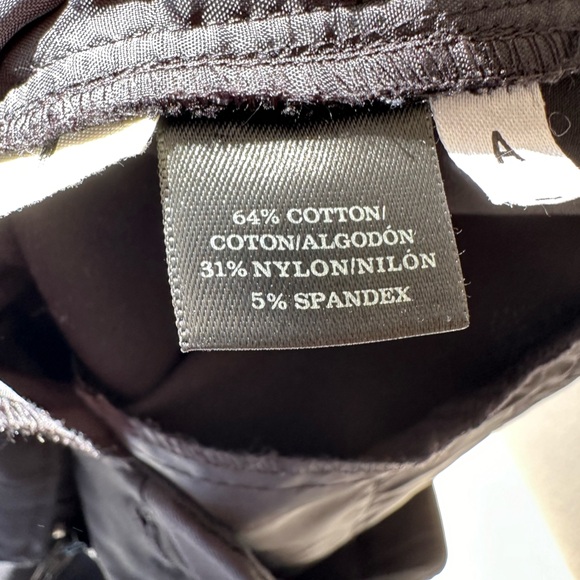 64% COTTON/
COTON/ALGODÓN
31% NYLON/NILÓN
5% SPANDEX
A